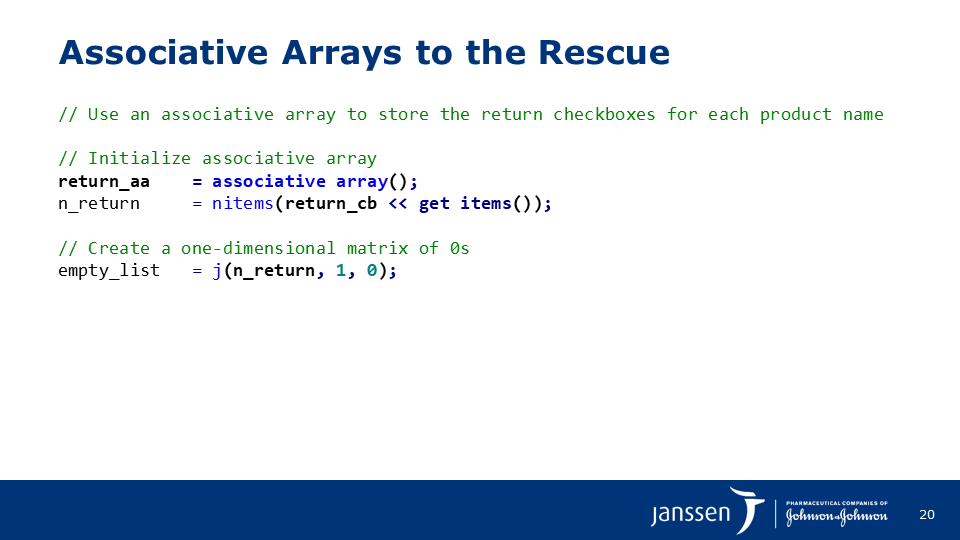 Associative Arrays to the Rescue
// Use an associative array to store the return checkboxes for each product name
// Initialize associative array
return_aa    = associative array();
n_return     = nitems(return_cb << get items());
// Create a one-dimensional matrix of 0s
empty_list   = j(n_return, 1, 0);
janssen
PHARMACEUTICAL COMPANIES OF
Johnson&Johnson
20